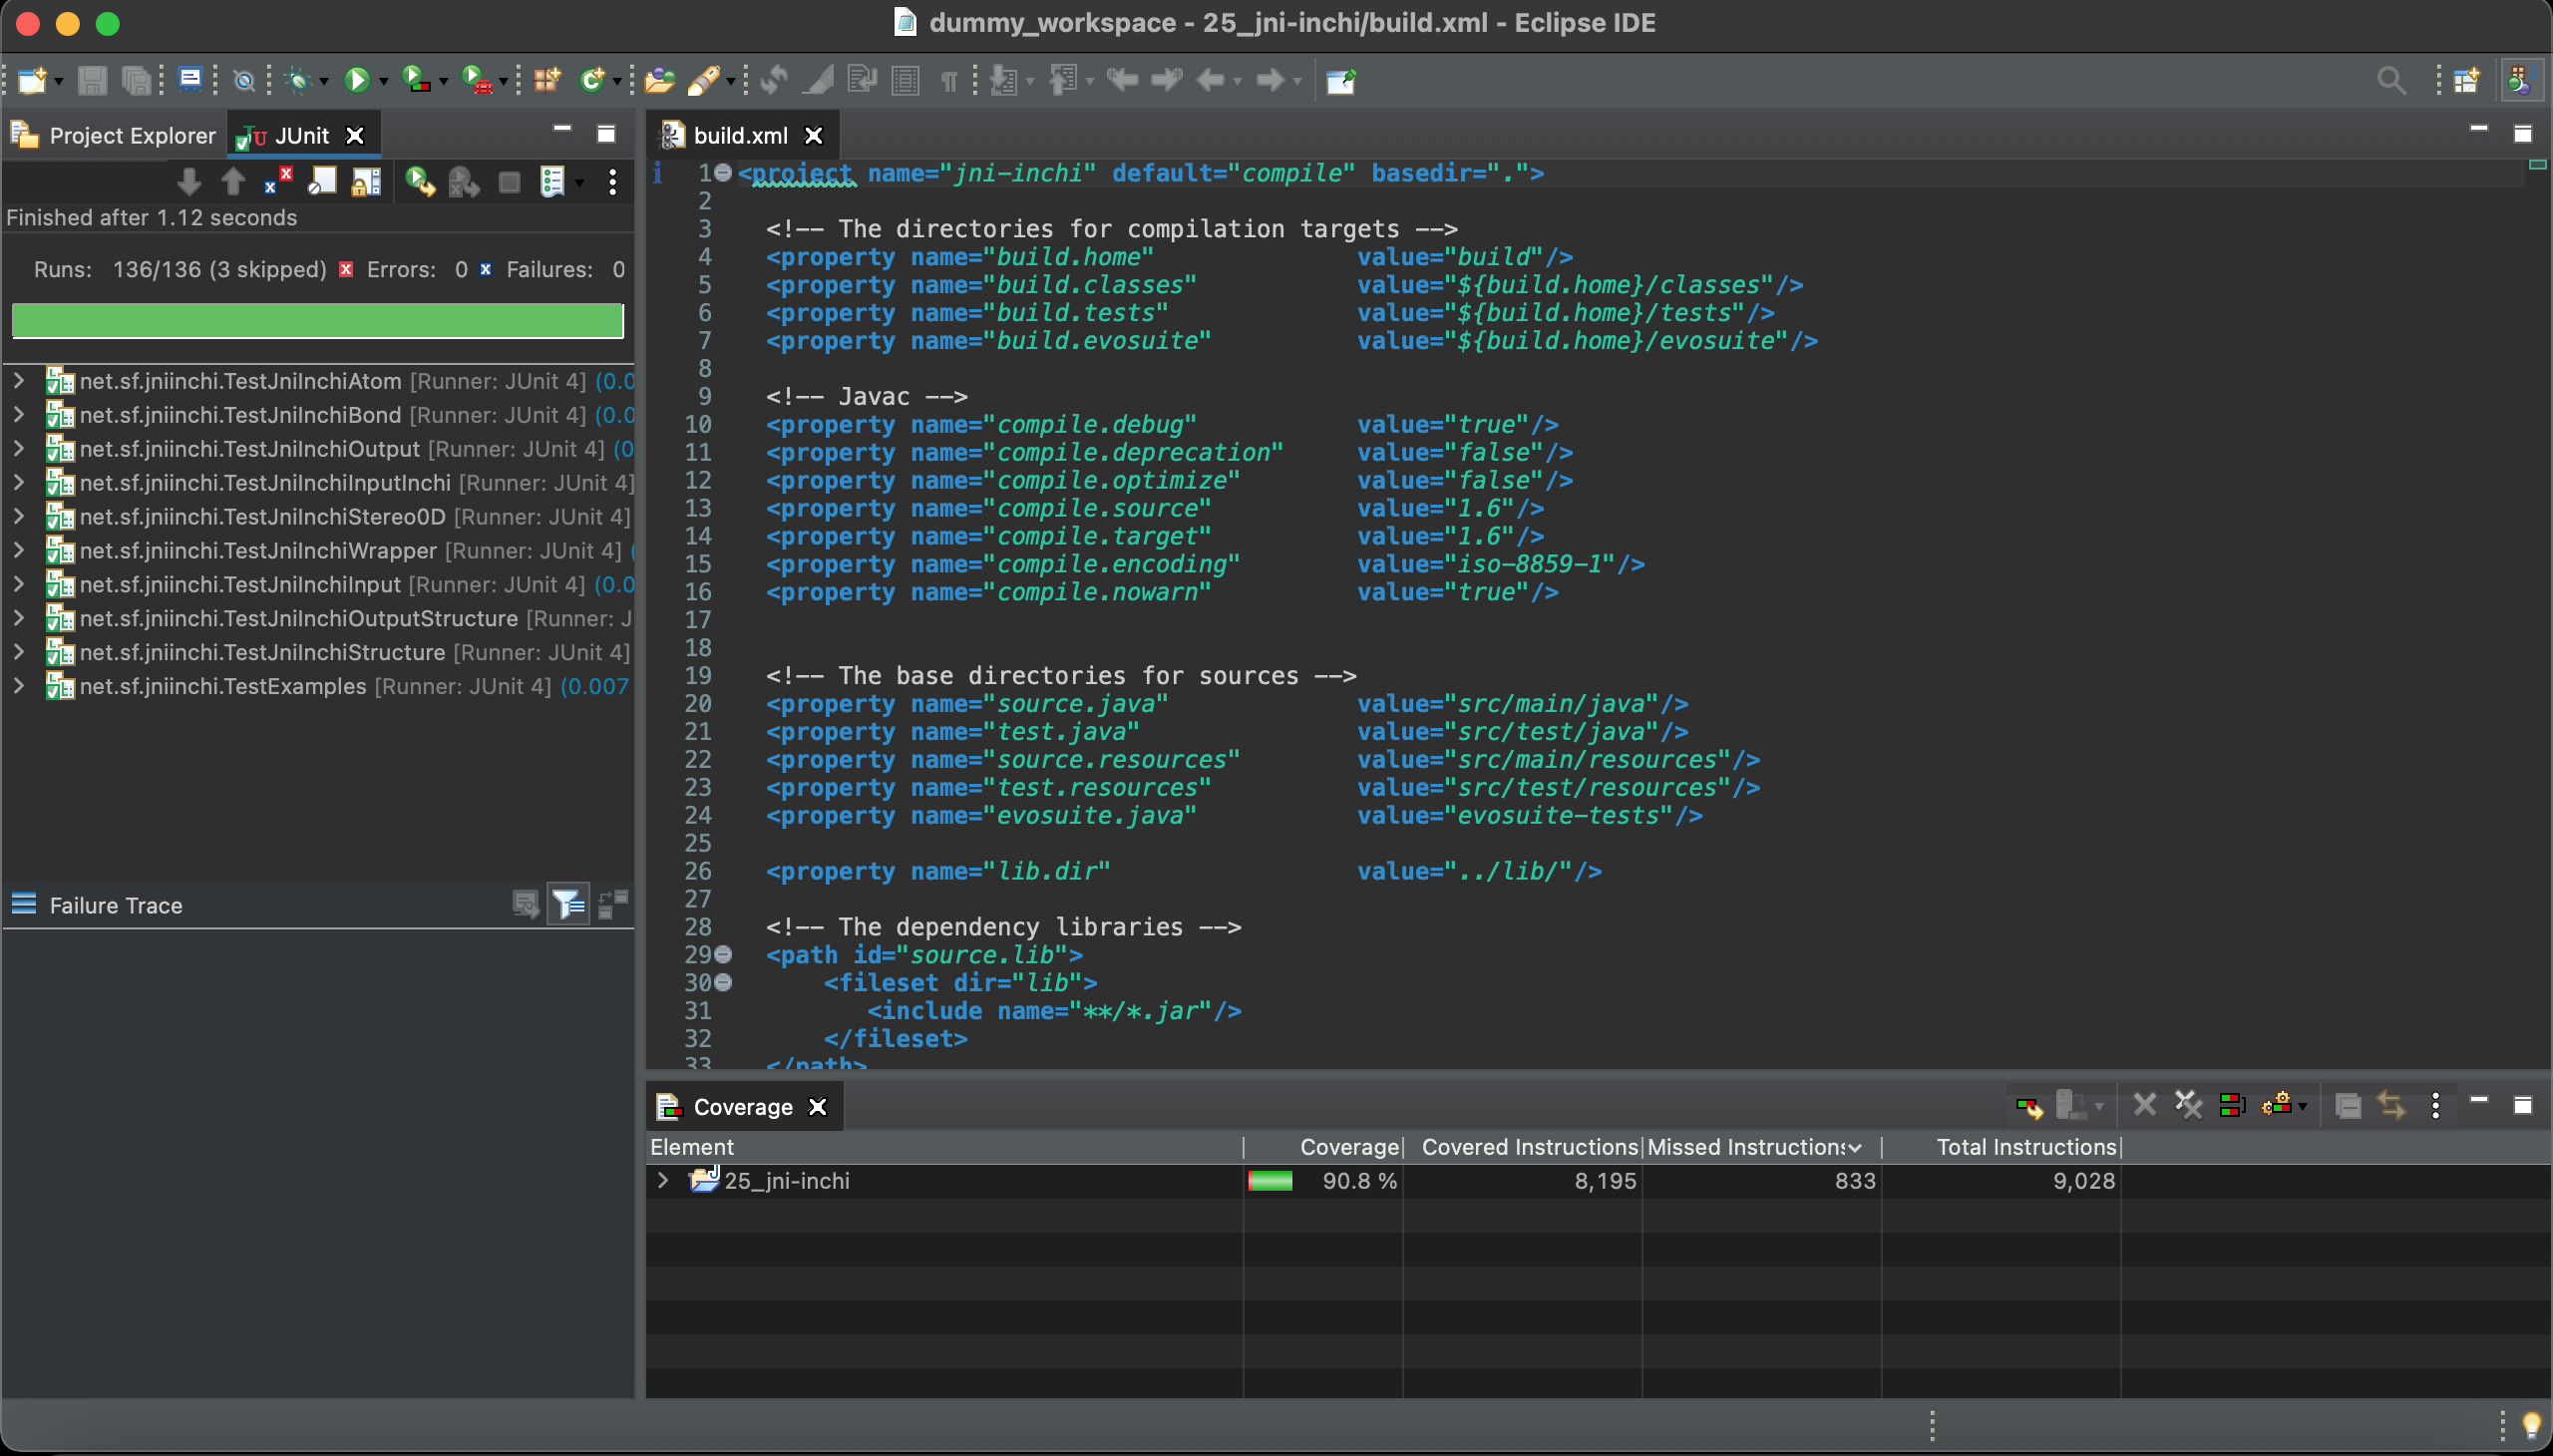 dummy_workspace - 25_jni-inchi/build.xml - Eclipse IDE
Project Explorer
JUnit
Finished after 1.12 seconds
Runs: 136/136 (3 skipped) Errors: 0 Failures: 0
net.sf.jniinchi.TestJniInchiAtom [Runner: JUnit 4] (0.0
net.sf.jniinchi.TestJniInchiBond [Runner: JUnit 4] (0.0
net.sf.jniinchi.TestJniInchiOutput [Runner: JUnit 4] (0
net.sf.jniinchi.TestJniInchiInputInchi [Runner: JUnit 4]
net.sf.jniinchi.TestJniInchiStereo0D [Runner: JUnit 4]
net.sf.jniinchi.TestJniInchiWrapper [Runner: JUnit 4] (
net.sf.jniinchi.TestJniInchiInput [Runner: JUnit 4] (0.0
net.sf.jniinchi.TestJniInchiOutputStructure [Runner: J
net.sf.jniinchi.TestJniInchiStructure [Runner: JUnit 4]
net.sf.jniinchi.TestExamples [Runner: JUnit 4] (0.007
Failure Trace
build.xml
1 <project name="jni-inchi" default="compile" basedir=".">
2
3 <!-- The directories for compilation targets -->
4 <property name="build.home" value="build"/>
5 <property name="build.classes" value="${build.home}/classes"/>
6 <property name="build.tests" value="${build.home}/tests"/>
7 <property name="build.evosuite" value="${build.home}/evosuite"/>
8
9 <!-- Javac -->
10 <property name="compile.debug" value="true"/>
11 <property name="compile.deprecation" value="false"/>
12 <property name="compile.optimize" value="false"/>
13 <property name="compile.source" value="1.6"/>
14 <property name="compile.target" value="1.6"/>
15 <property name="compile.encoding" value="iso-8859-1"/>
16 <property name="compile.nowarn" value="true"/>
17
18
19 <!-- The base directories for sources -->
20 <property name="source.java" value="src/main/java"/>
21 <property name="test.java" value="src/test/java"/>
22 <property name="source.resources" value="src/main/resources"/>
23 <property name="test.resources" value="src/test/resources"/>
24 <property name="evosuite.java" value="evosuite-tests"/>
25
26 <property name="lib.dir" value="../lib/"/>
27
28 <!-- The dependency libraries -->
29 <path id="source.lib">
30 <fileset dir="lib">
31 <include name="**/*.jar"/>
32 </fileset>
33 </path>
Coverage
Element Coverage Covered Instructions Missed Instructions Total Instructions
25_jni-inchi 90.8 % 8,195 833 9,028